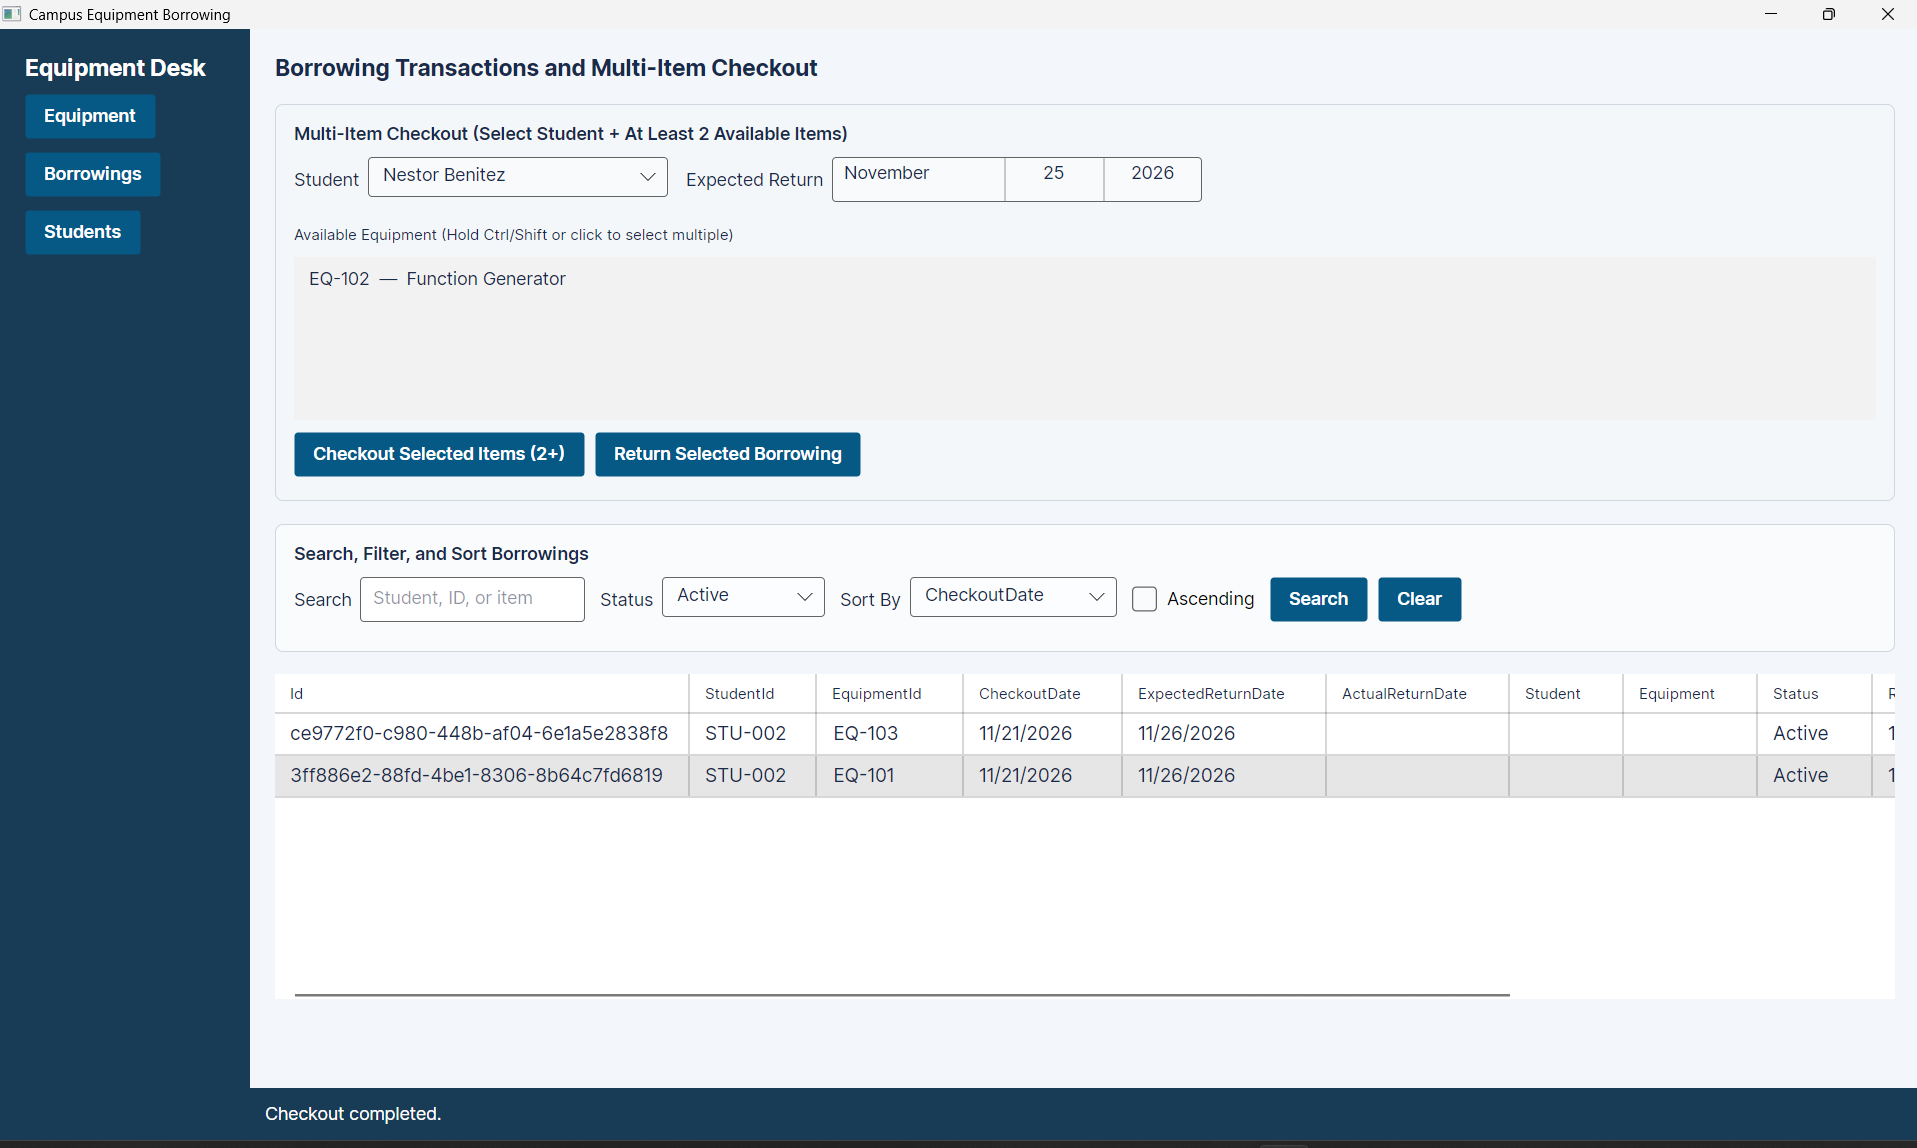 Campus Equipment Borrowing
Equipment Desk
Equipment
Borrowings
Students
Borrowing Transactions and Multi-Item Checkout
Multi-Item Checkout (Select Student + At Least 2 Available Items)
Student Nestor Benitez Expected Return November 25 2026
Available Equipment (Hold Ctrl/Shift or click to select multiple)
EQ-102 — Function Generator
Checkout Selected Items (2+) Return Selected Borrowing
Search, Filter, and Sort Borrowings
Search Student, ID, or item Status Active Sort By CheckoutDate Ascending Search Clear
Id StudentId EquipmentId CheckoutDate ExpectedReturnDate ActualReturnDate Student Equipment Status
ce9772f0-c980-448b-af04-6e1a5e2838f8 STU-002 EQ-103 11/21/2026 11/26/2026 Active 1
3ff886e2-88fd-4be1-8306-8b64c7fd6819 STU-002 EQ-101 11/21/2026 11/26/2026 Active 1
Checkout completed.